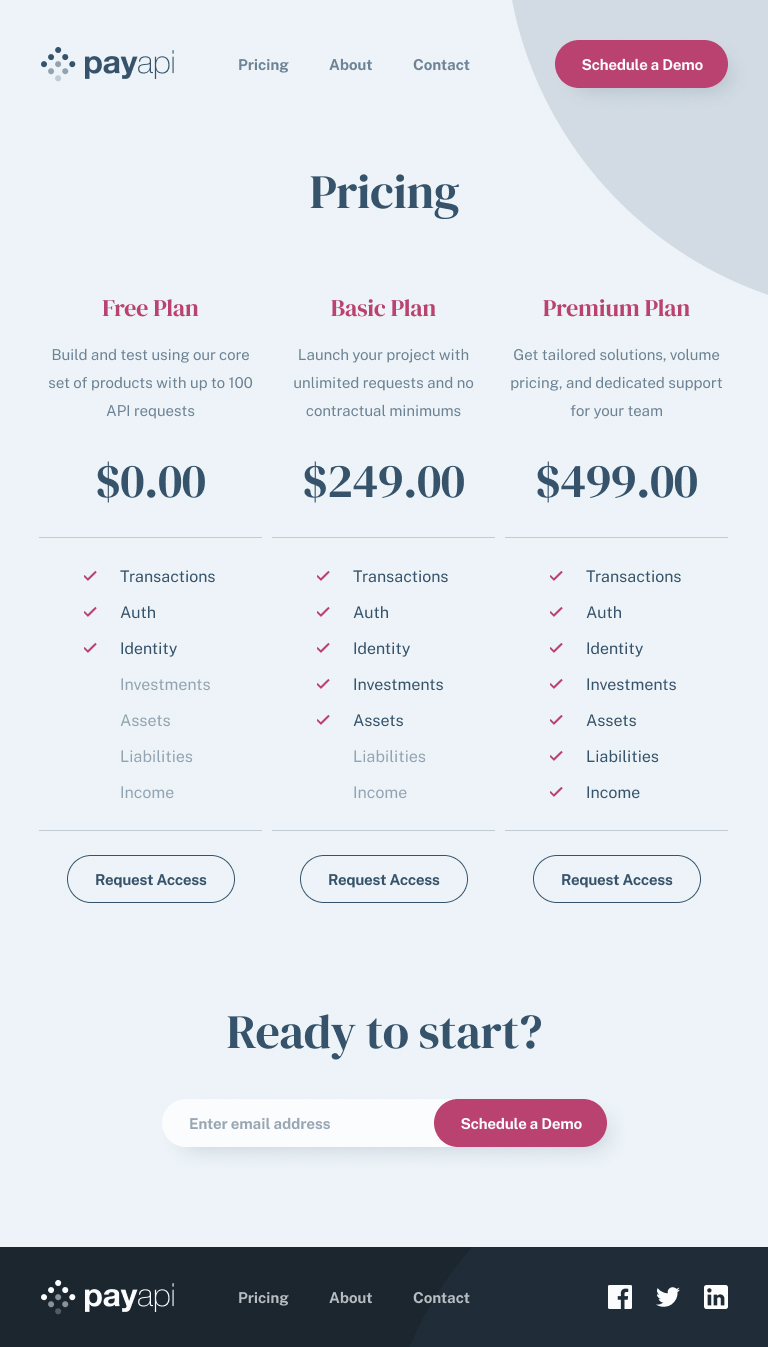 payapi
Pricing
About
Contact
Schedule a Demo
Pricing
Free Plan
Build and test using our core
set of products with up to 100
API requests
$0.00
Transactions
Auth
Identity
Investments
Assets
Liabilities
Income
Request Access
Basic Plan
Launch your project with
unlimited requests and no
contractual minimums
$249.00
Transactions
Auth
Identity
Investments
Assets
Liabilities
Income
Request Access
Premium Plan
Get tailored solutions, volume
pricing, and dedicated support
for your team
$499.00
Transactions
Auth
Identity
Investments
Assets
Liabilities
Income
Request Access
Ready to start?
Enter email address
Schedule a Demo
payapi
Pricing
About
Contact